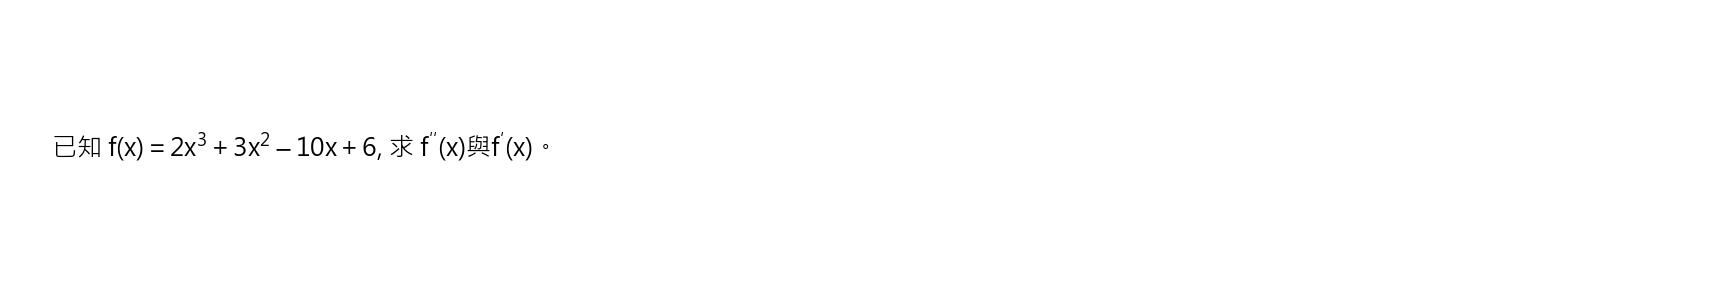 已知 f(x) = 2x³ + 3x² – 10x + 6, 求 f′′(x)與f′(x)。